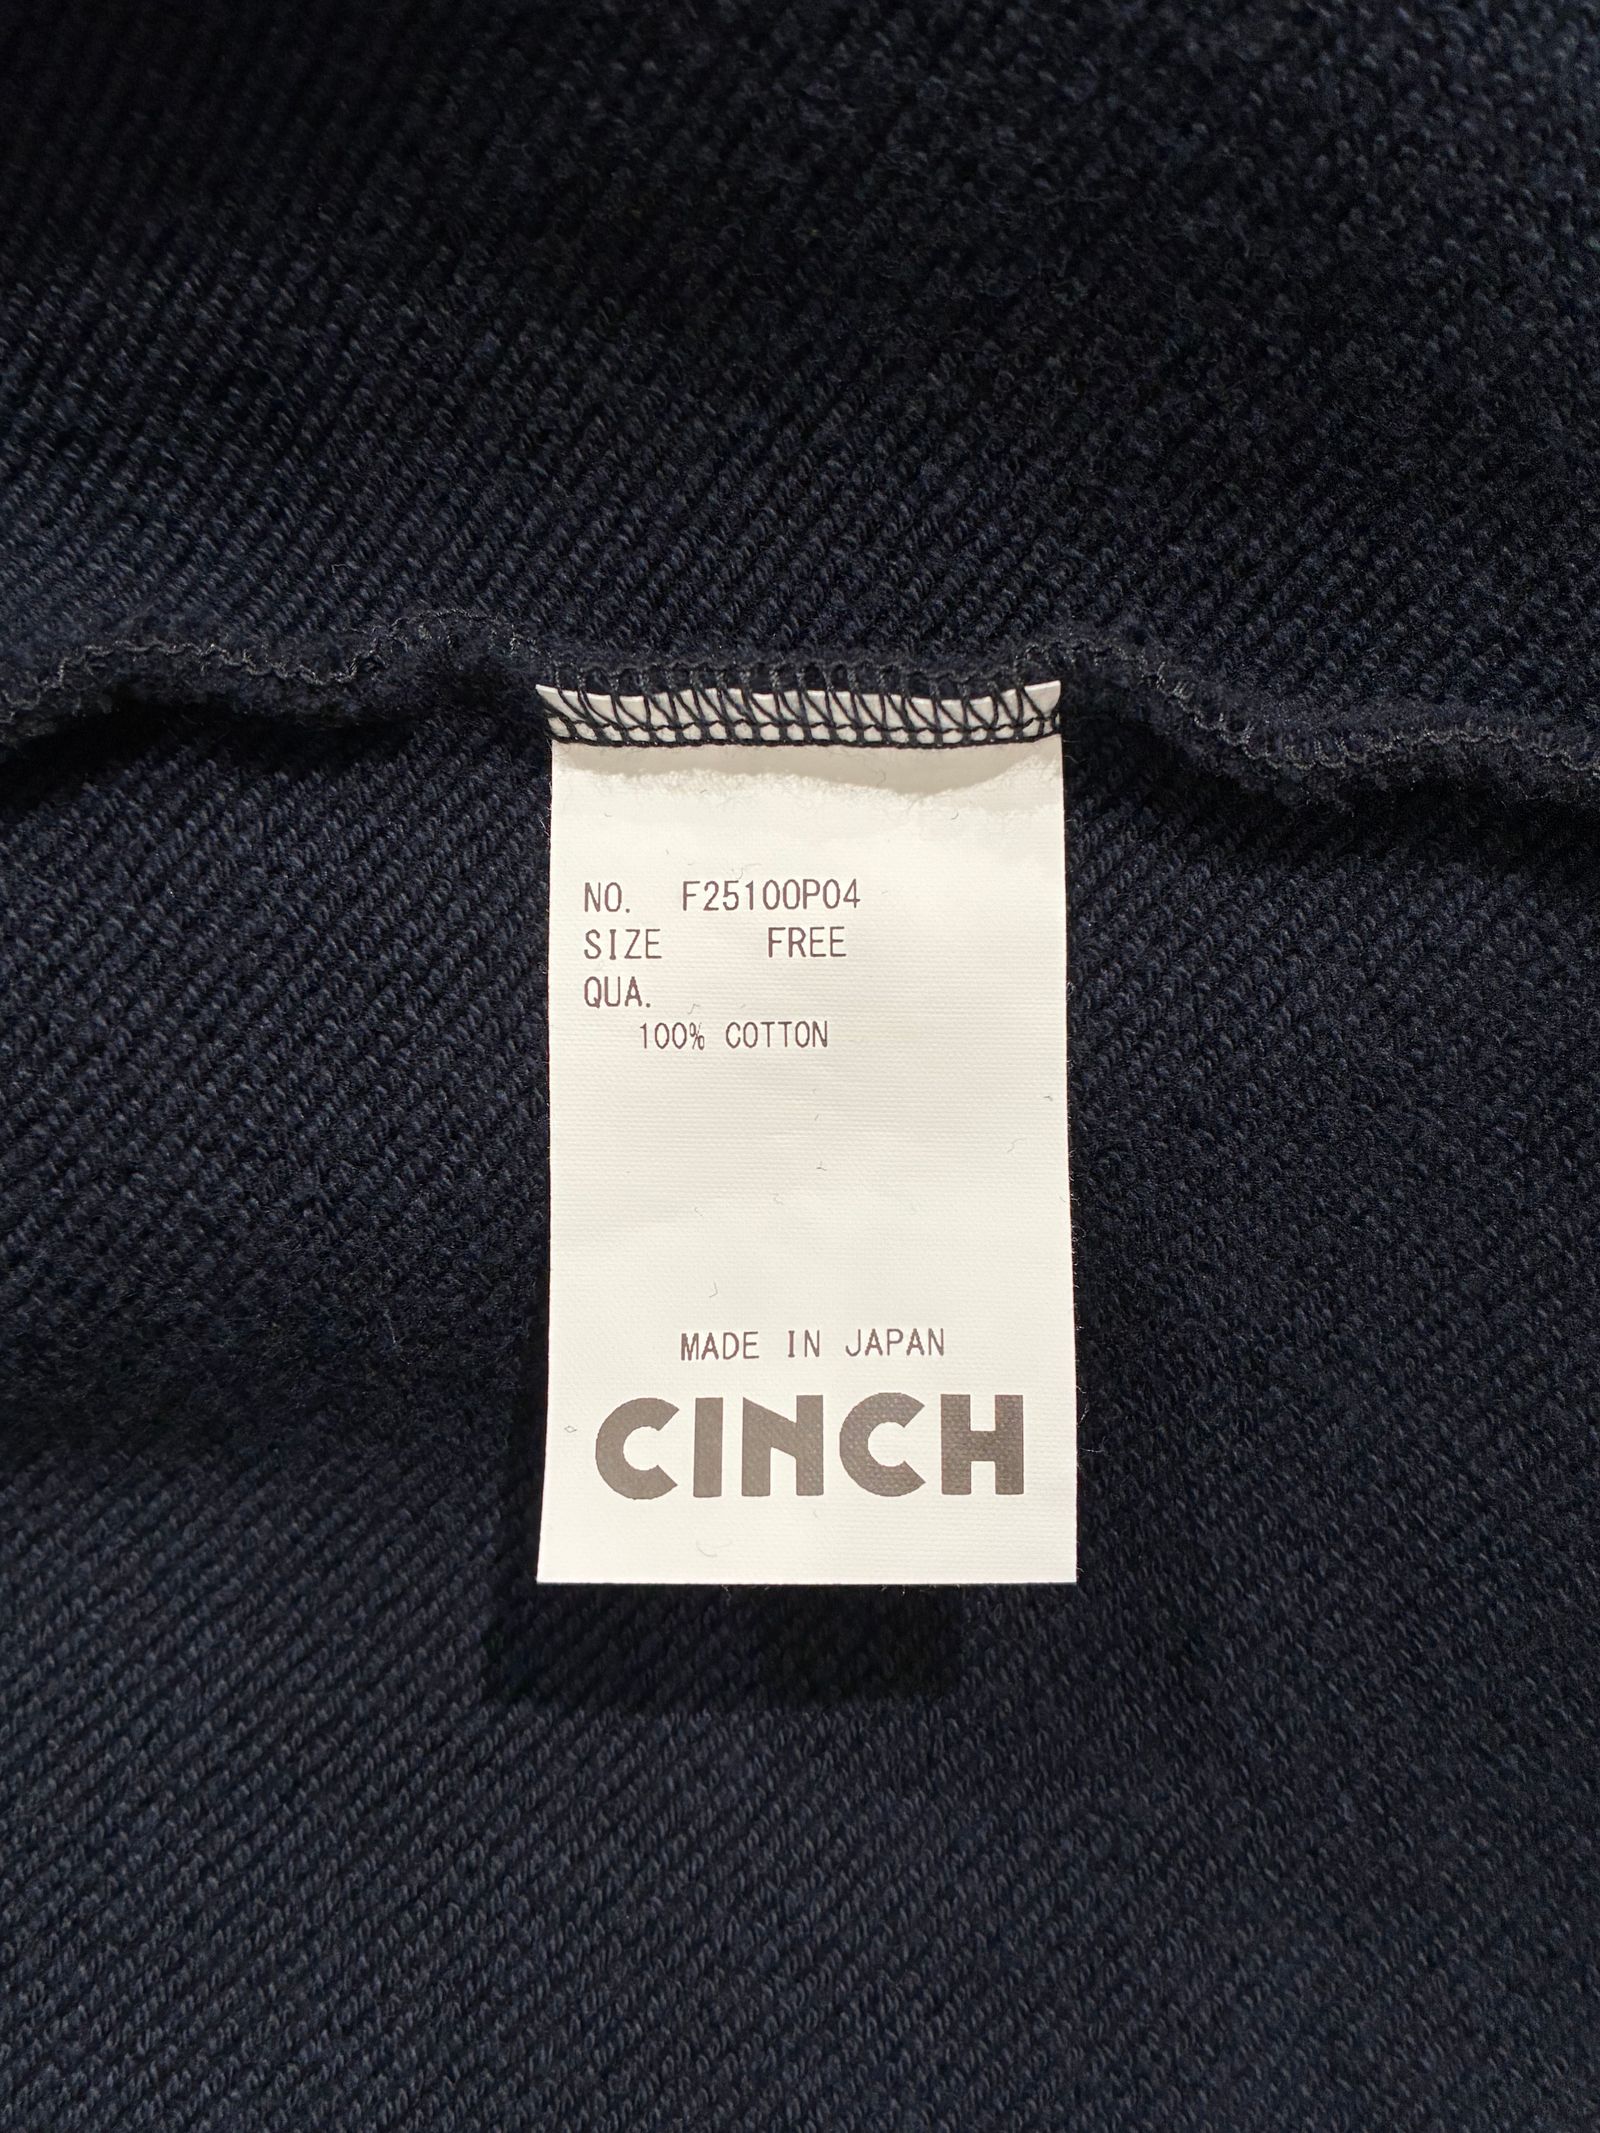 NO. F25100P04
SIZE FREE
QUA.
100% COTTON
MADE IN JAPAN
CINCH